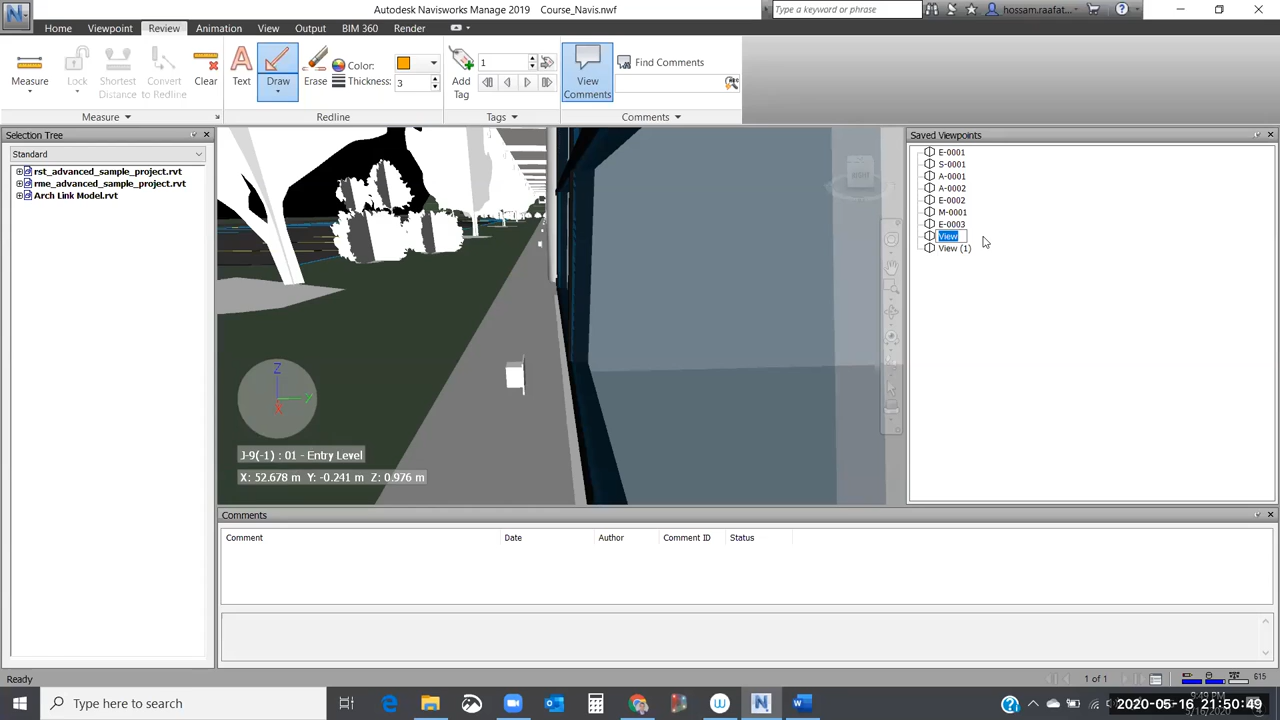 Autodesk Navisworks Manage 2019 Course_Navis.nwf
Type a keyword or phrase
hossam.rafat...
Home Viewpoint Review Animation View Output BIM 360 Render
Measure Lock Shortest Distance Convert to Redline Clear
Text Draw Erase Color: Thickness: 3
Add Tag 1
View Comments Find Comments
Measure Redline Tags Comments
Selection Tree
Standard
rst_advanced_sample_project.rvt
rme_advanced_sample_project.rvt
Arch Link Model.rvt
RIGHT
Z
Y
X
J-9(-1) : 01 - Entry Level
X: 52.678 m Y: -0.241 m Z: 0.976 m
Saved Viewpoints
E-0001
S-0001
A-0001
A-0002
E-0002
M-0001
E-0003
View
View (1)
Comments
Comment Date Author Comment ID Status
Ready
1 of 1
615
Type here to search
2020-05-16 21:50:49